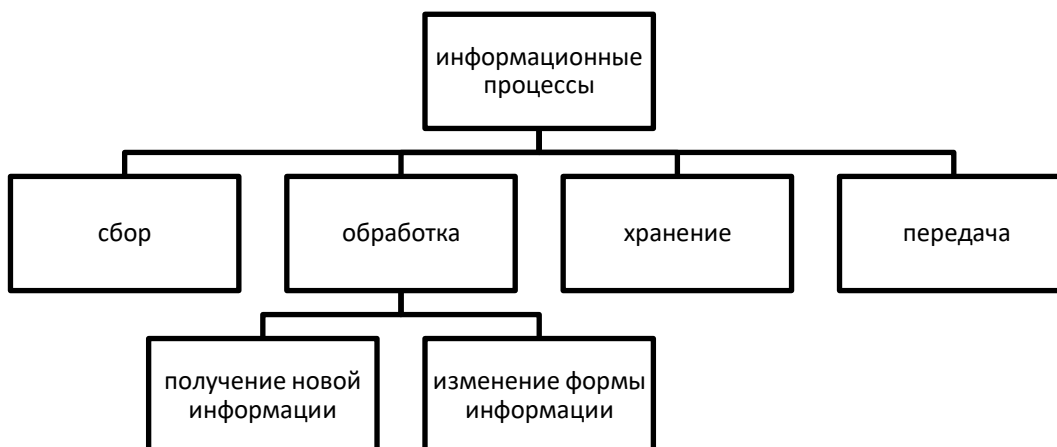 информационные
процессы
сбор
обработка
хранение
передача
получение новой
информации
изменение формы
информации